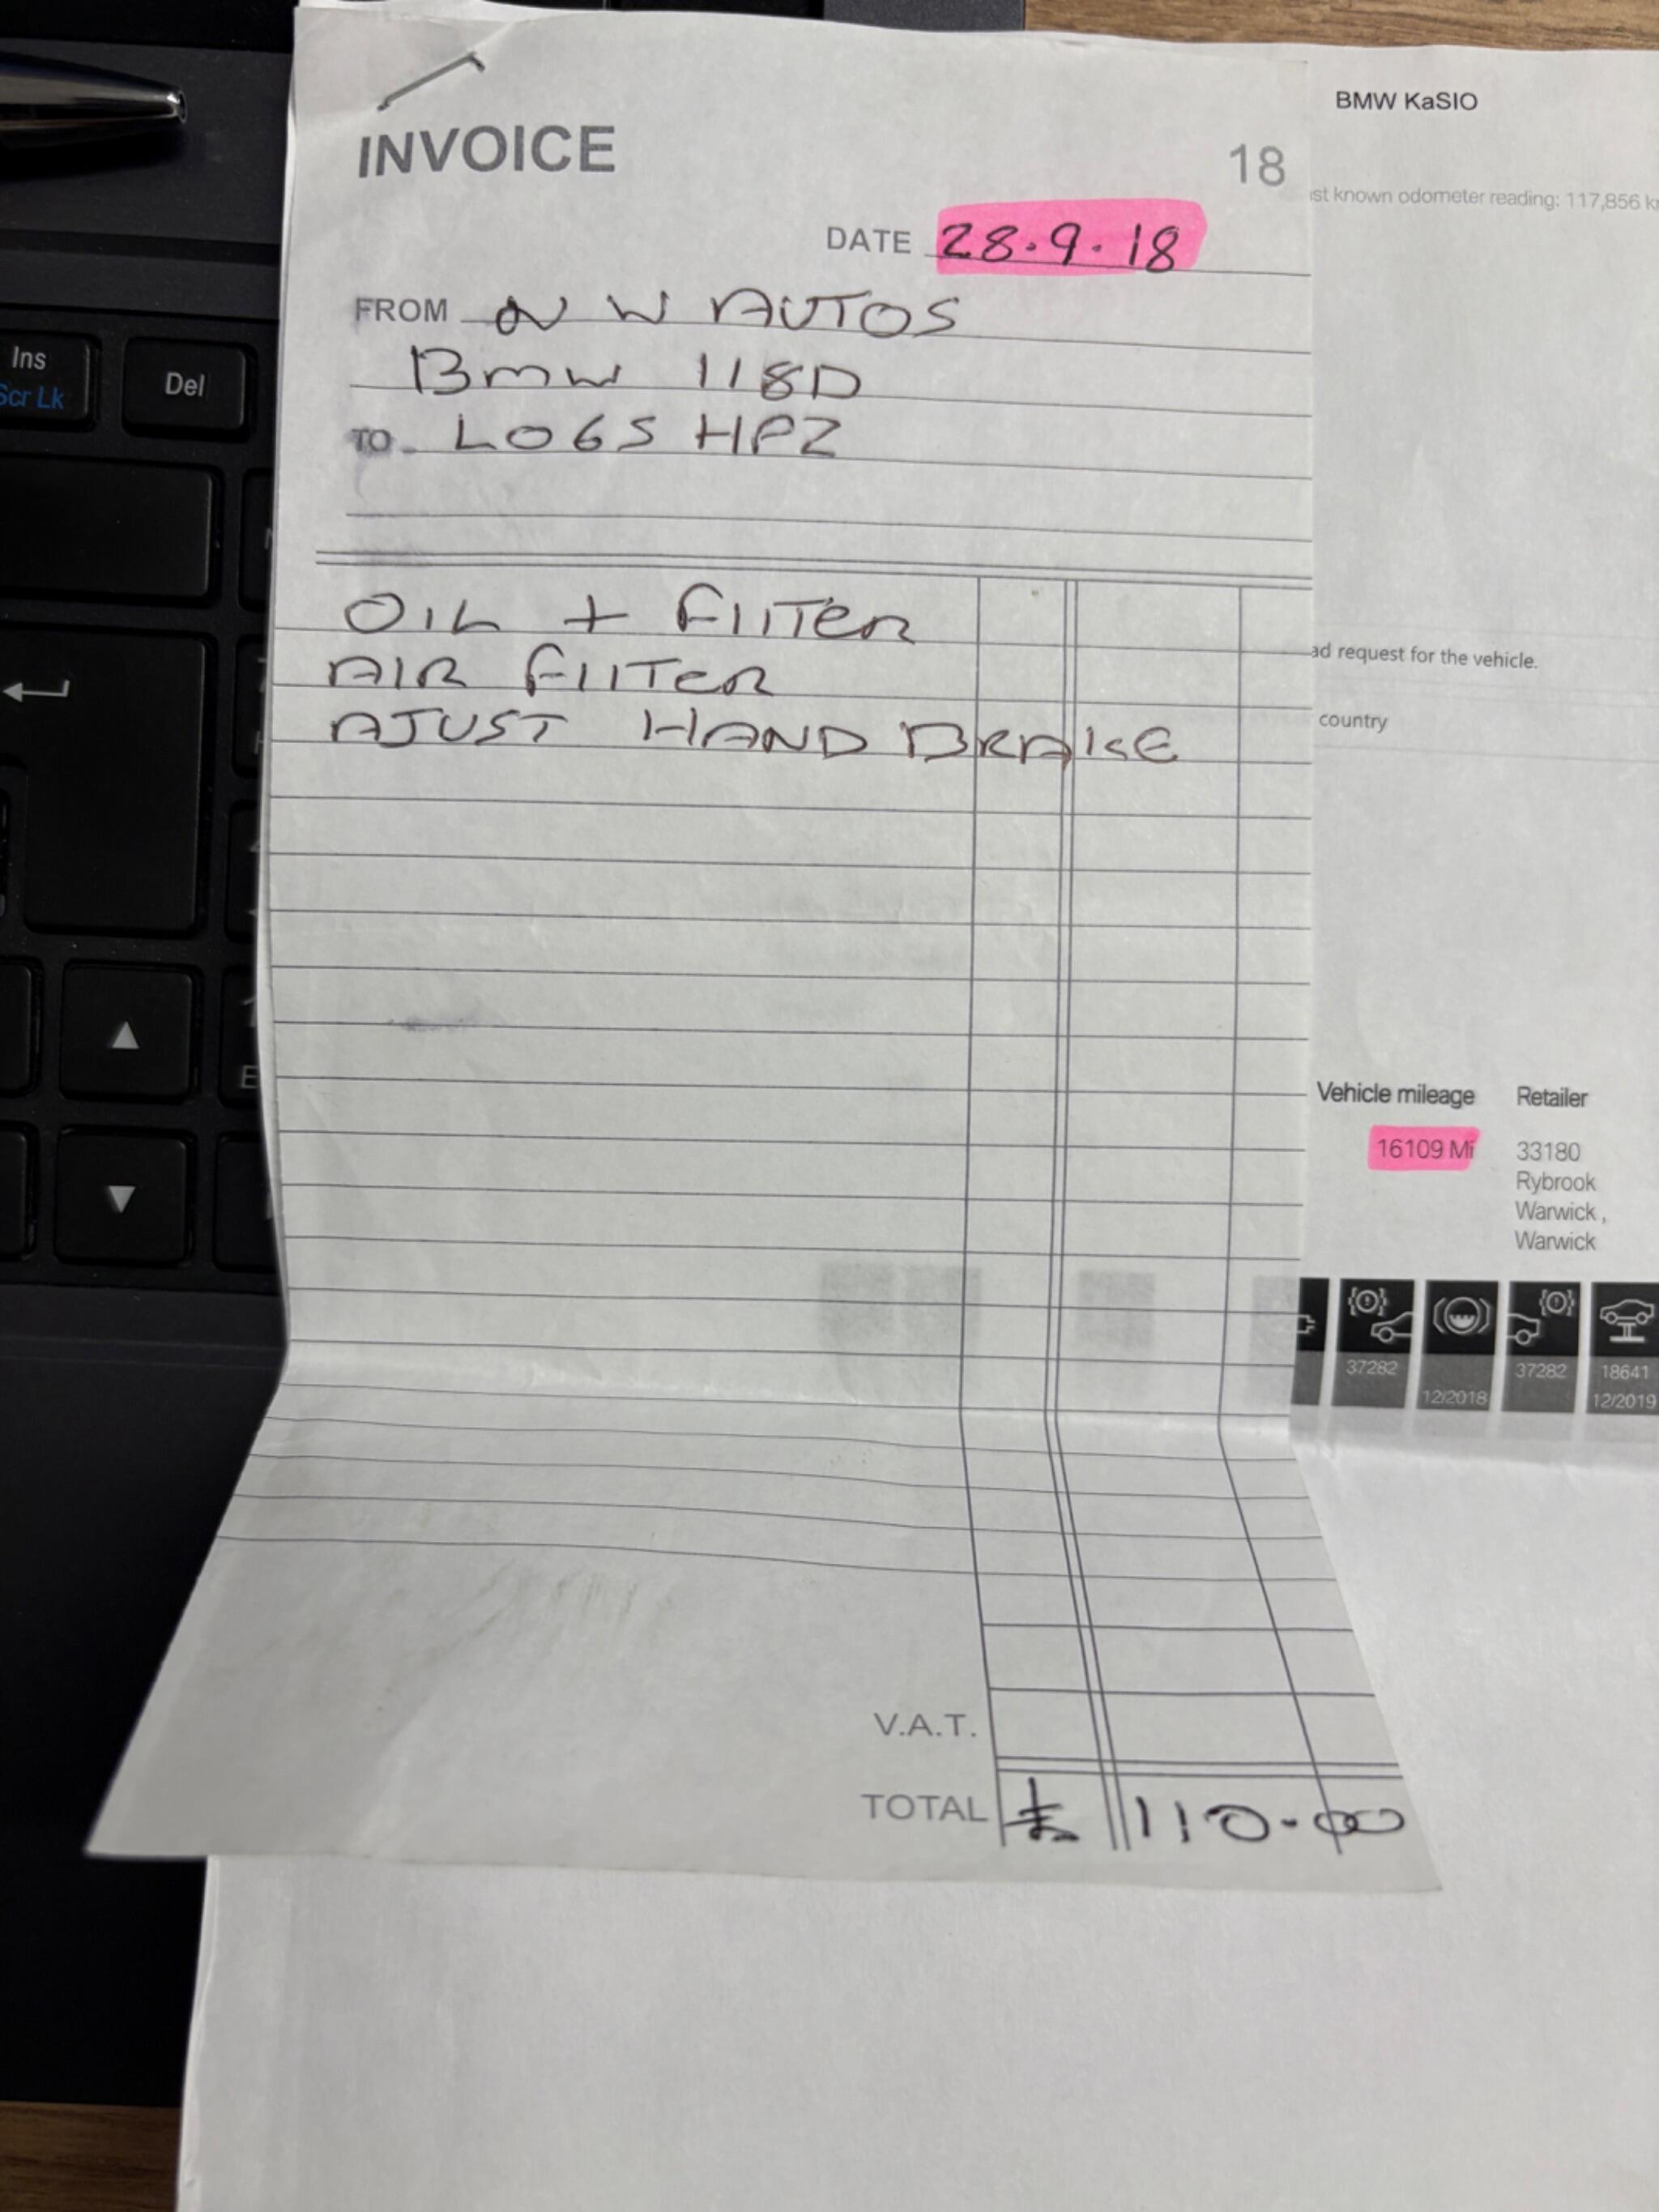 INVOICE 18
DATE 28.9.18
FROM N W AUTOS
BMW 118D
TO LO65 HPZ
OIL + FIlTER
AIR FIlTER
AJUST HAND BRAKE
V.A.T.
TOTAL £ 110.00
BMW KaSIO
known odometer reading: 117,856
request for the vehicle.
country
Vehicle mileage Retailer
16109 Mi 33180
Rybrook
Warwick,
Warwick
37282 37282 18641
12/2018 12/2019
Ins
Scr Lk
Del